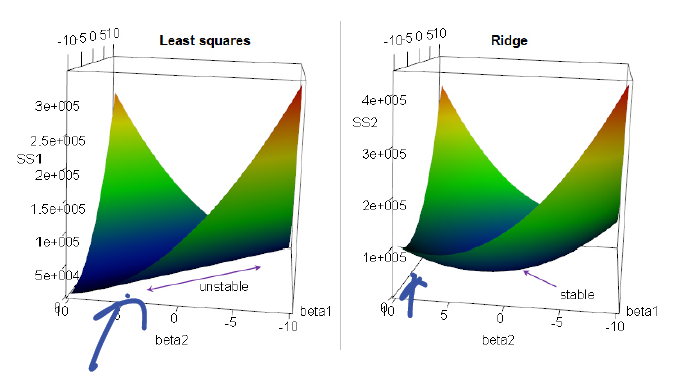 Least squares
-10 -5 0 5 10
3e+005
2.5e+005
SS1
2e+005
1.5e+005
1e+005
5e+004
0
10
5
0
-5
-10
beta1
beta2
unstable
Ridge
-10 -5 0 5 10
4e+005
SS2
3e+005
2e+005
1e+005
0
10
5
0
-5
-10
beta1
beta2
stable